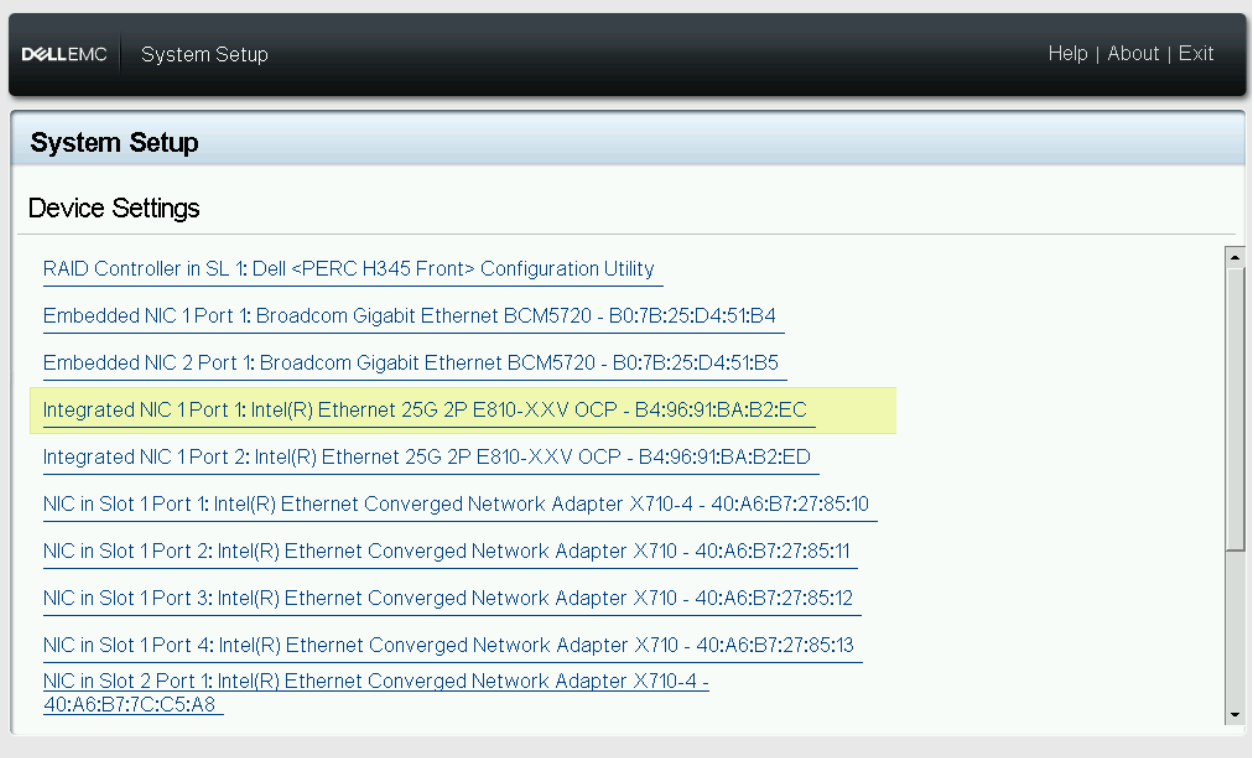 DELLEMC System Setup Help | About | Exit
System Setup
Device Settings
RAID Controller in SL 1: Dell <PERC H345 Front> Configuration Utility
Embedded NIC 1 Port 1: Broadcom Gigabit Ethernet BCM5720 - B0:7B:25:D4:51:B4
Embedded NIC 2 Port 1: Broadcom Gigabit Ethernet BCM5720 - B0:7B:25:D4:51:B5
Integrated NIC 1 Port 1: Intel(R) Ethernet 25G 2P E810-XXV OCP - B4:96:91:BA:B2:EC
Integrated NIC 1 Port 2: Intel(R) Ethernet 25G 2P E810-XXV OCP - B4:96:91:BA:B2:ED
NIC in Slot 1 Port 1: Intel(R) Ethernet Converged Network Adapter X710-4 - 40:A6:B7:27:85:10
NIC in Slot 1 Port 2: Intel(R) Ethernet Converged Network Adapter X710 - 40:A6:B7:27:85:11
NIC in Slot 1 Port 3: Intel(R) Ethernet Converged Network Adapter X710 - 40:A6:B7:27:85:12
NIC in Slot 1 Port 4: Intel(R) Ethernet Converged Network Adapter X710 - 40:A6:B7:27:85:13
NIC in Slot 2 Port 1: Intel(R) Ethernet Converged Network Adapter X710-4 -
40:A6:B7:7C:C5:A8